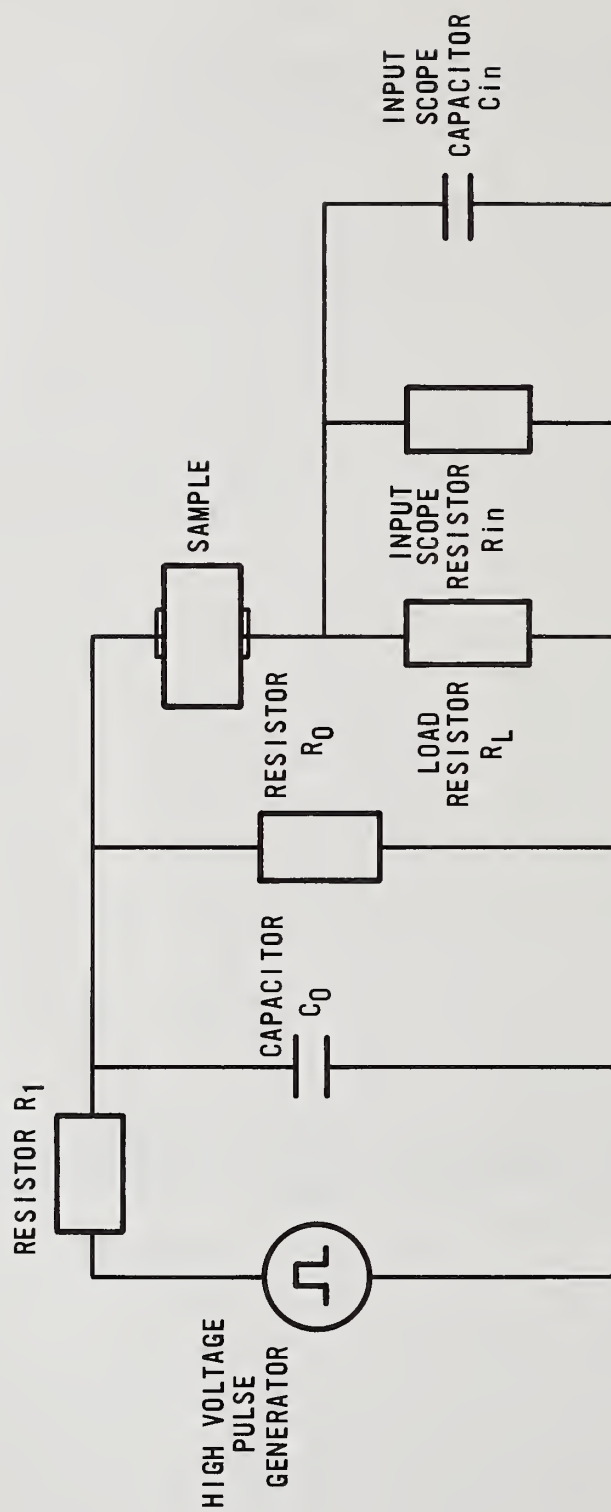 RESISTOR R1
HIGH VOLTAGE
PULSE
GENERATOR
CAPACITOR
C0
RESISTOR
R0
SAMPLE
LOAD
RESISTOR
RL
INPUT
SCOPE
RESISTOR
Rin
INPUT
SCOPE
CAPACITOR
Cin